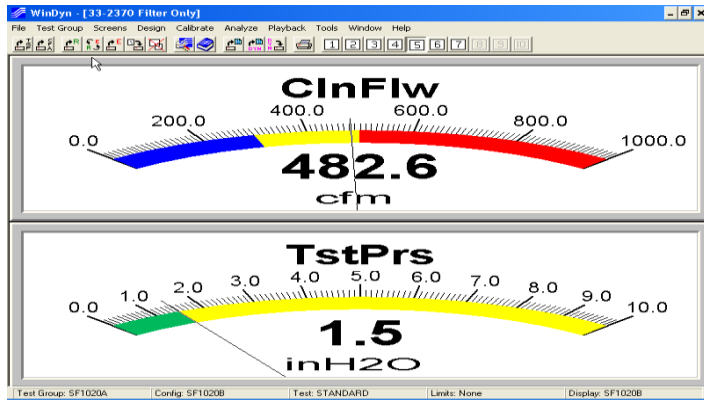 WinDyn - [33-2370 Filter Only]
File Test Group Screens Design Calibrate Analyze Playback Tools Window Help
1 2 3 4 5 6 7 8 9 10
ClnFlw
0.0 200.0 400.0 600.0 800.0 1000.0
482.6
cfm
TstPrs
0.0 1.0 2.0 3.0 4.0 5.0 6.0 7.0 8.0 9.0 10.0
1.5
inH2O
Test Group: SF1020A Config: SF1020B Test: STANDARD Limits: None Display: SF1020B